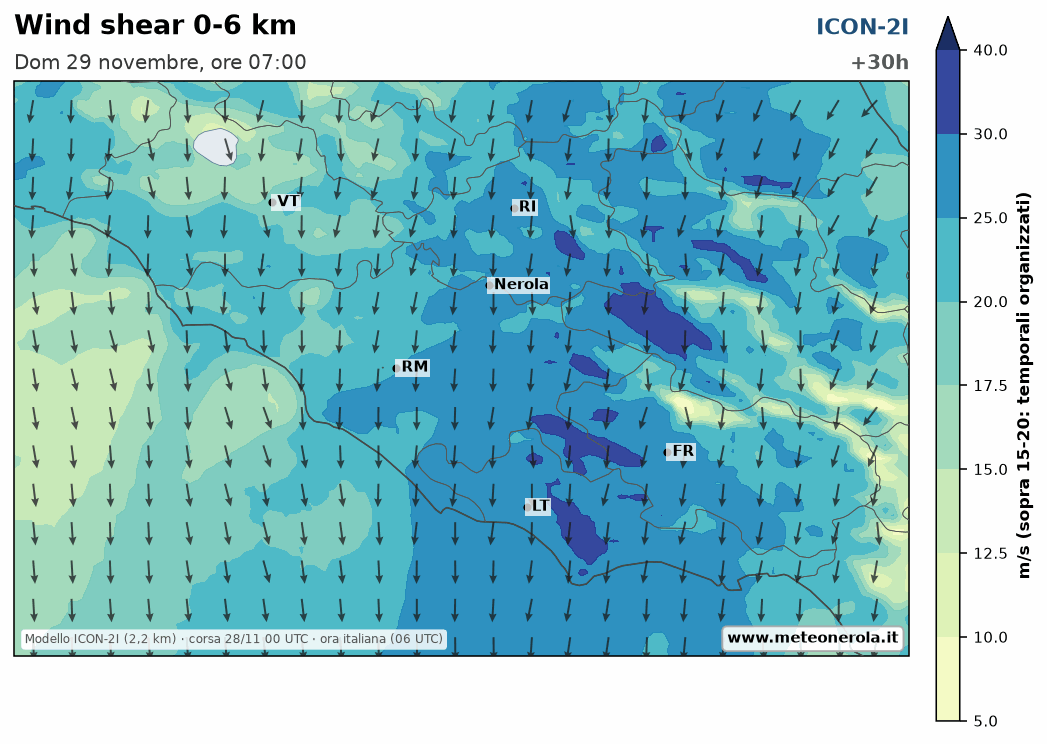 Wind shear 0-6 km
ICON-2I
Dom 29 novembre, ore 07:00
+30h
40.0
30.0
25.0
20.0
17.5
15.0
12.5
10.0
5.0
m/s (sopra 15-20: temporali organizzati)
VT
RI
Nerola
RM
FR
LT
Modello ICON-2I (2,2 km) · corsa 28/11 00 UTC · ora italiana (06 UTC)
www.meteonerola.it